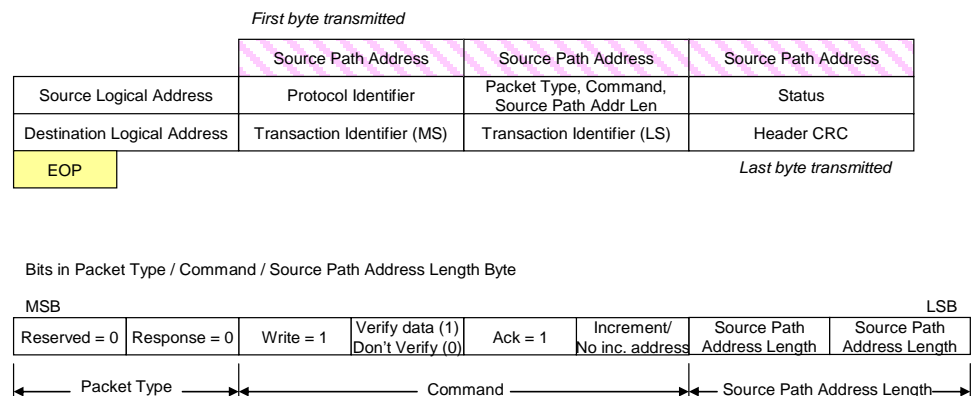 First byte transmitted
Source Path Address Source Path Address Source Path Address
Source Logical Address Protocol Identifier Packet Type, Command, Source Path Addr Len Status
Destination Logical Address Transaction Identifier (MS) Transaction Identifier (LS) Header CRC
EOP Last byte transmitted
Bits in Packet Type / Command / Source Path Address Length Byte
MSB LSB
Reserved = 0 Response = 0 Write = 1 Verify data (1) Don't Verify (0) Ack = 1 Increment/ No inc. address Source Path Address Length Source Path Address Length
Packet Type Command Source Path Address Length